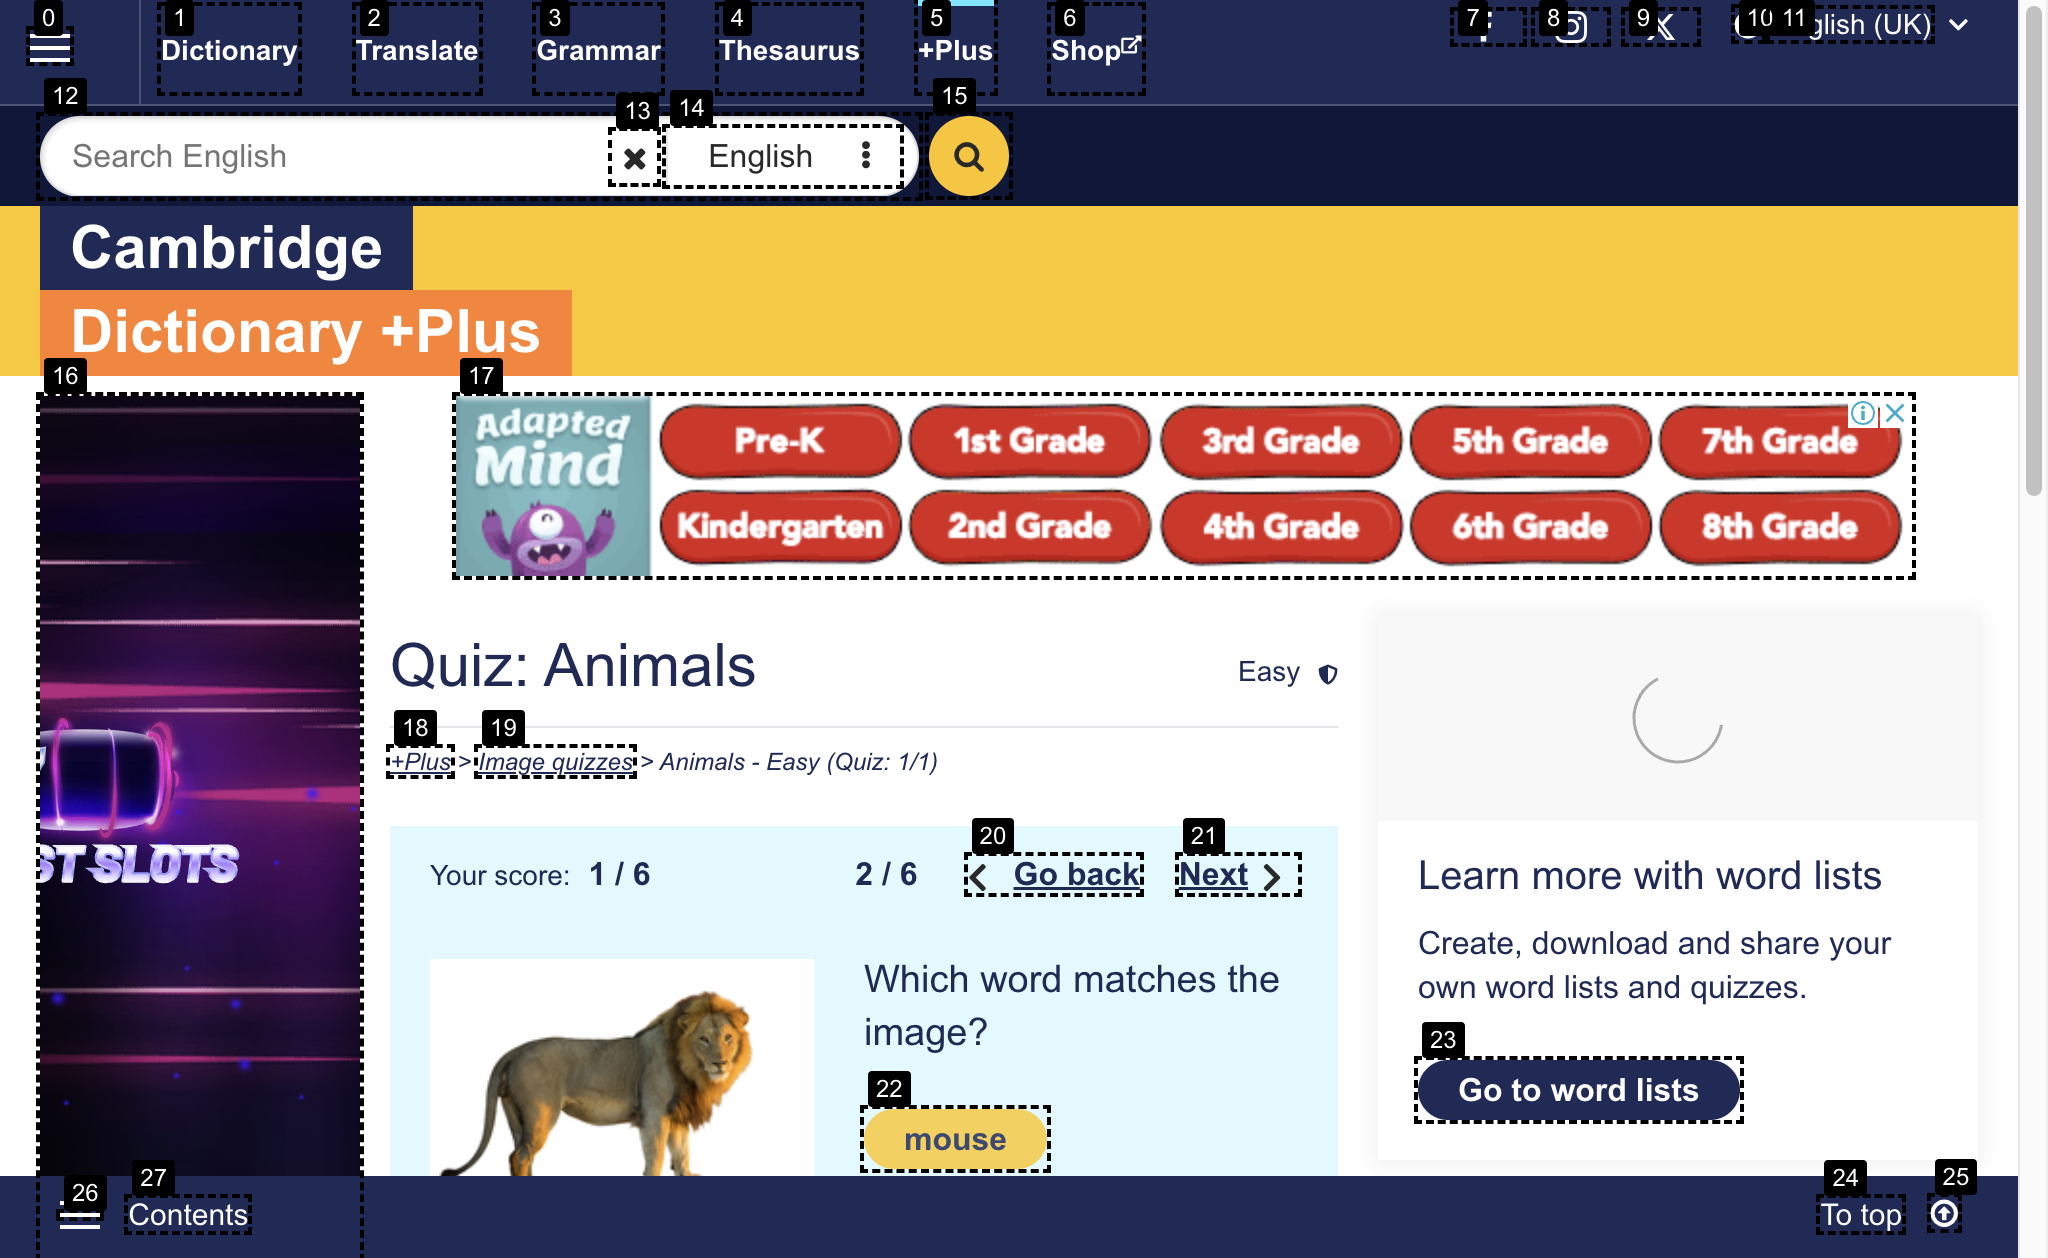 0 1 2 3 4 5 6 7 8 9 10 11
Dictionary Translate Grammar Thesaurus +Plus Shop glish (UK)
12 13 14 15
Search English English
Cambridge
Dictionary +Plus
16 17
Adapted
Mind
Pre-K 1st Grade 3rd Grade 5th Grade 7th Grade
Kindergarten 2nd Grade 4th Grade 6th Grade 8th Grade
Quiz: Animals Easy
18 19
+Plus > Image quizzes > Animals - Easy (Quiz: 1/1)
20 21
Your score: 1 / 6 2 / 6 Go back Next
ST SLOTS
Which word matches the
image?
22
mouse
Learn more with word lists
Create, download and share your
own word lists and quizzes.
23
Go to word lists
26 27 24 25
Contents To top